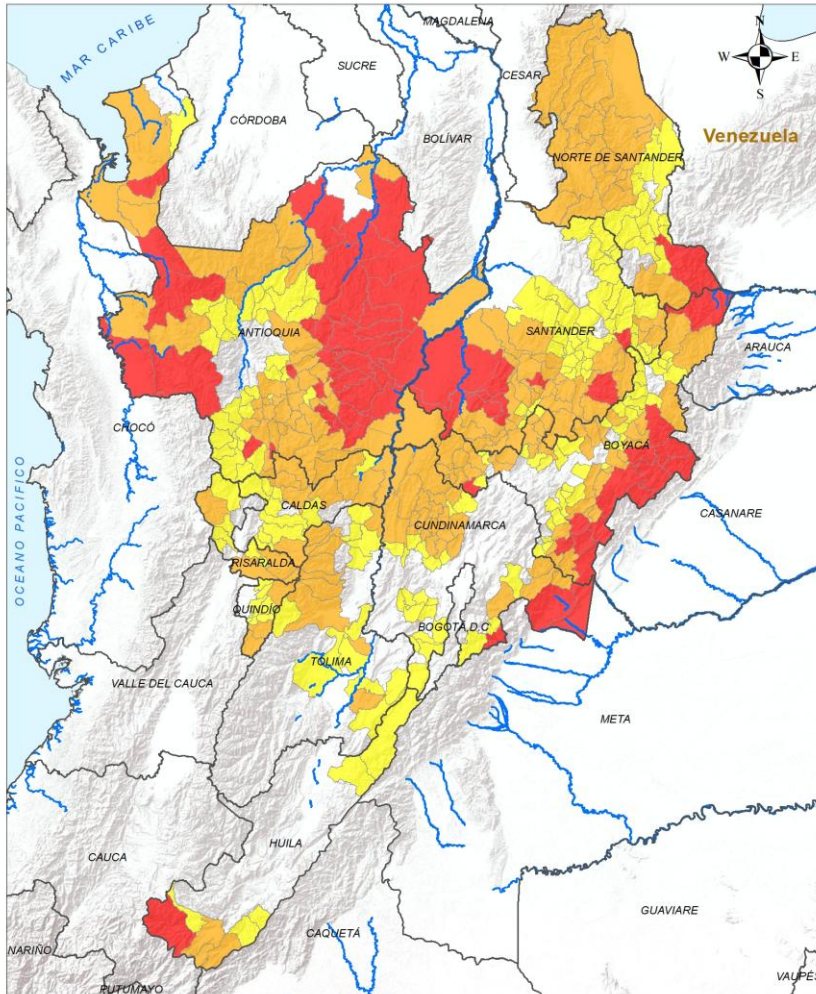 MAR CARIBE
MAGDALENA
SUCRE
CESAR
N
W
E
S
CÓRDOBA
BOLÍVAR
Venezuela
NORTE DE SANTANDER
ANTIOQUIA
SANTANDER
ARAUCA
CHOCÓ
BOYACÁ
CALDAS
CUNDINAMARCA
CASANARE
OCEANO PACIFICO
RISARALDA
QUINDÍO
BOGOTÁ D.C
TOLIMA
VALLE DEL CAUCA
META
HUILA
CAUCA
GUAVIARE
CAQUETÁ
NARIÑO
PUTUMAYO
VAUPÉS